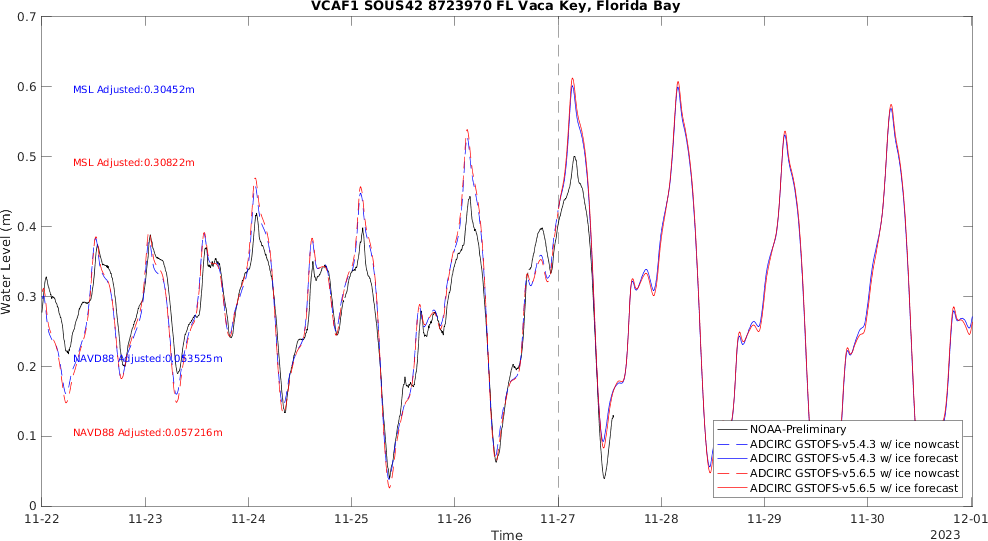 VCAF1 SOUS42 8723970 FL Vaca Key, Florida Bay
Water Level (m)
0.7
0.6
0.5
0.4
0.3
0.2
0.1
0
MSL Adjusted:0.30452m
MSL Adjusted:0.30822m
NAVD88 Adjusted:0.053525m
NAVD88 Adjusted:0.057216m
NOAA-Preliminary
ADCIRC GSTOFS-v5.4.3 w/ ice nowcast
ADCIRC GSTOFS-v5.4.3 w/ ice forecast
ADCIRC GSTOFS-v5.6.5 w/ ice nowcast
ADCIRC GSTOFS-v5.6.5 w/ ice forecast
11-22 11-23 11-24 11-25 11-26 11-27 11-28 11-29 11-30 12-01
Time
2023